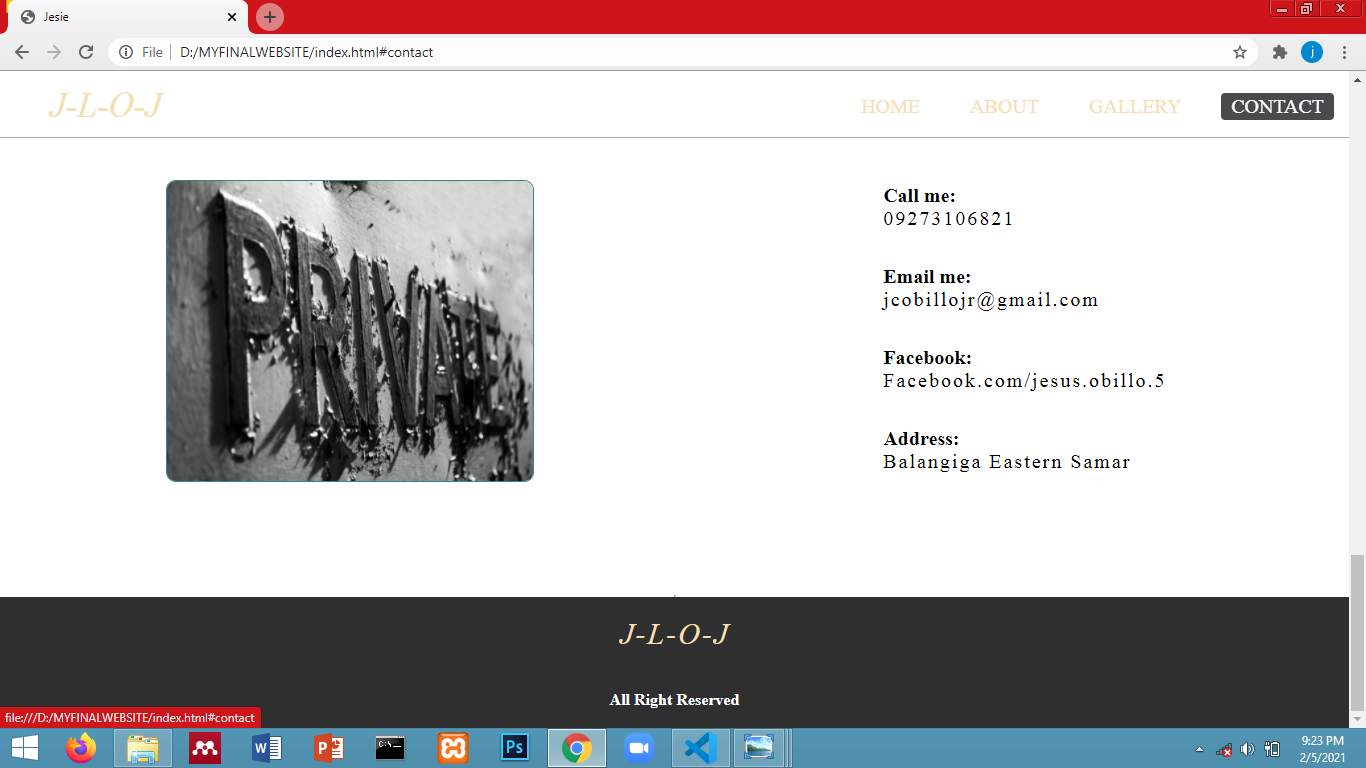 Jesie
File
D:/MYFINALWEBSITE/index.html#contact
j
J-L-O-J
HOME
ABOUT
GALLERY
CONTACT
PRIVATE
Call me:
09273106821
Email me:
jcobillojr@gmail.com
Facebook:
Facebook.com/jesus.obillo.5
Address:
Balangiga Eastern Samar
J-L-O-J
All Right Reserved
file:///D:/MYFINALWEBSITE/index.html#contact
W
P
C:\_
Ps
9:23 PM
2/5/2021